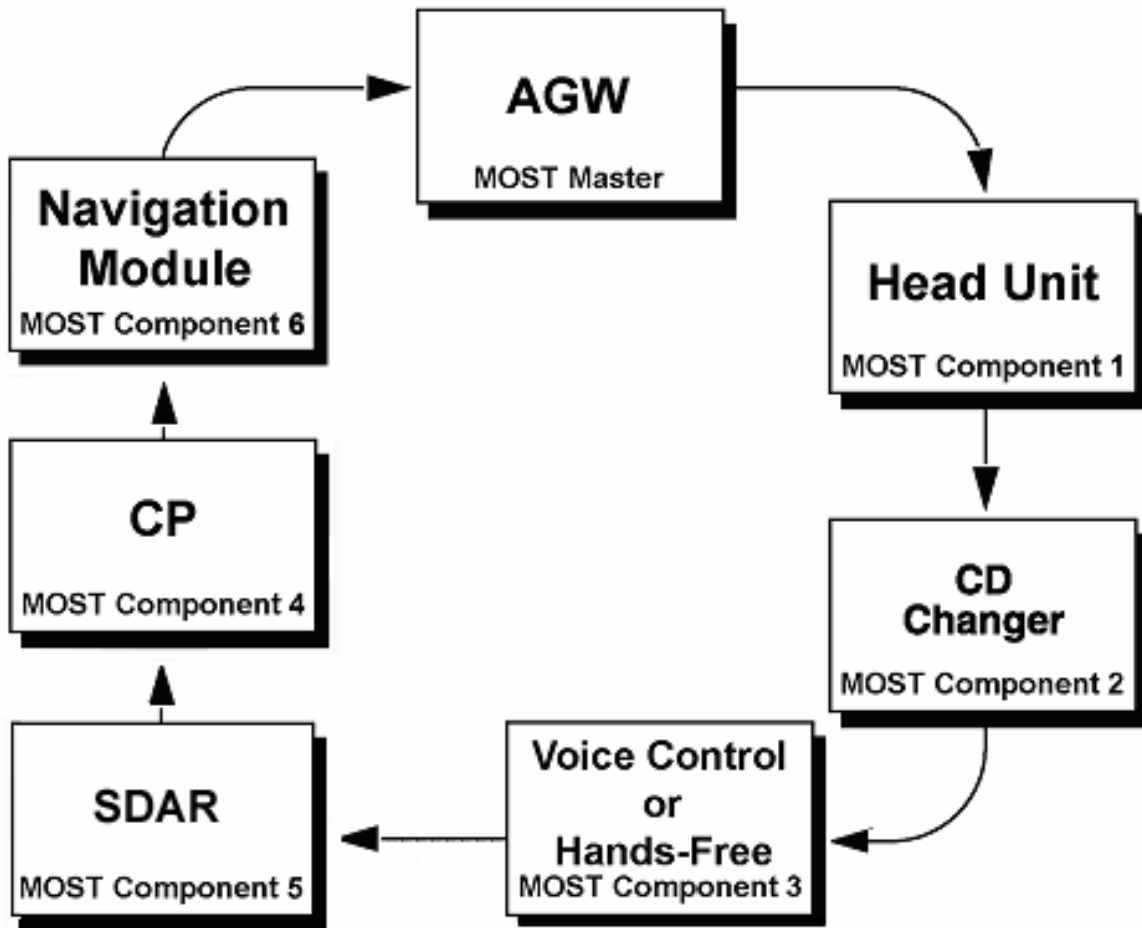 AGW
MOST Master
Head Unit
MOST Component 1
CD
Changer
MOST Component 2
Voice Control
or
Hands-Free
MOST Component 3
SDAR
MOST Component 5
CP
MOST Component 4
Navigation
Module
MOST Component 6